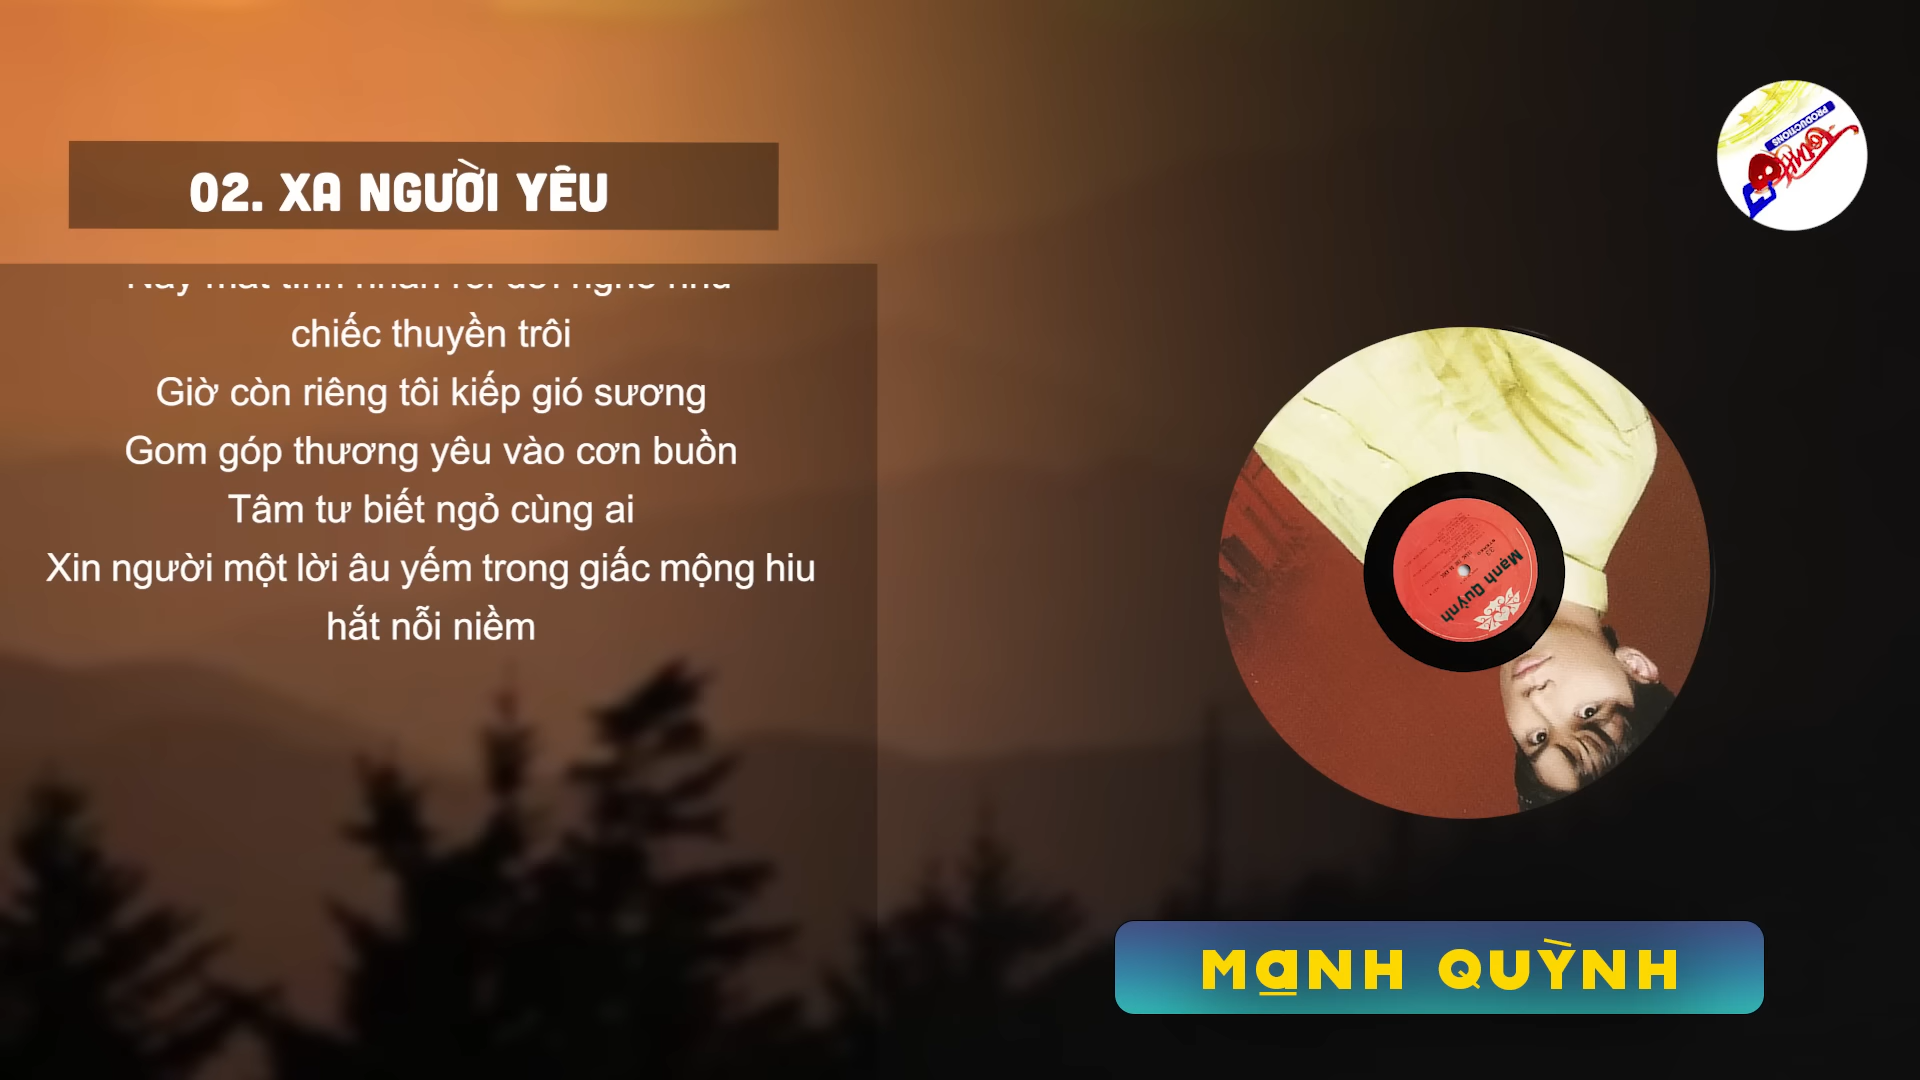 02. XA NGƯỜI YÊU
chiếc thuyền trôi
Giờ còn riêng tôi kiếp gió sương
Gom góp thương yêu vào cơn buồn
Tâm tư biết ngỏ cùng ai
Xin người một lời âu yếm trong giấc mộng hiu
hắt nỗi niềm
PRODUCTIONS
Mạnh Quỳnh
MẠNH QUỲNH